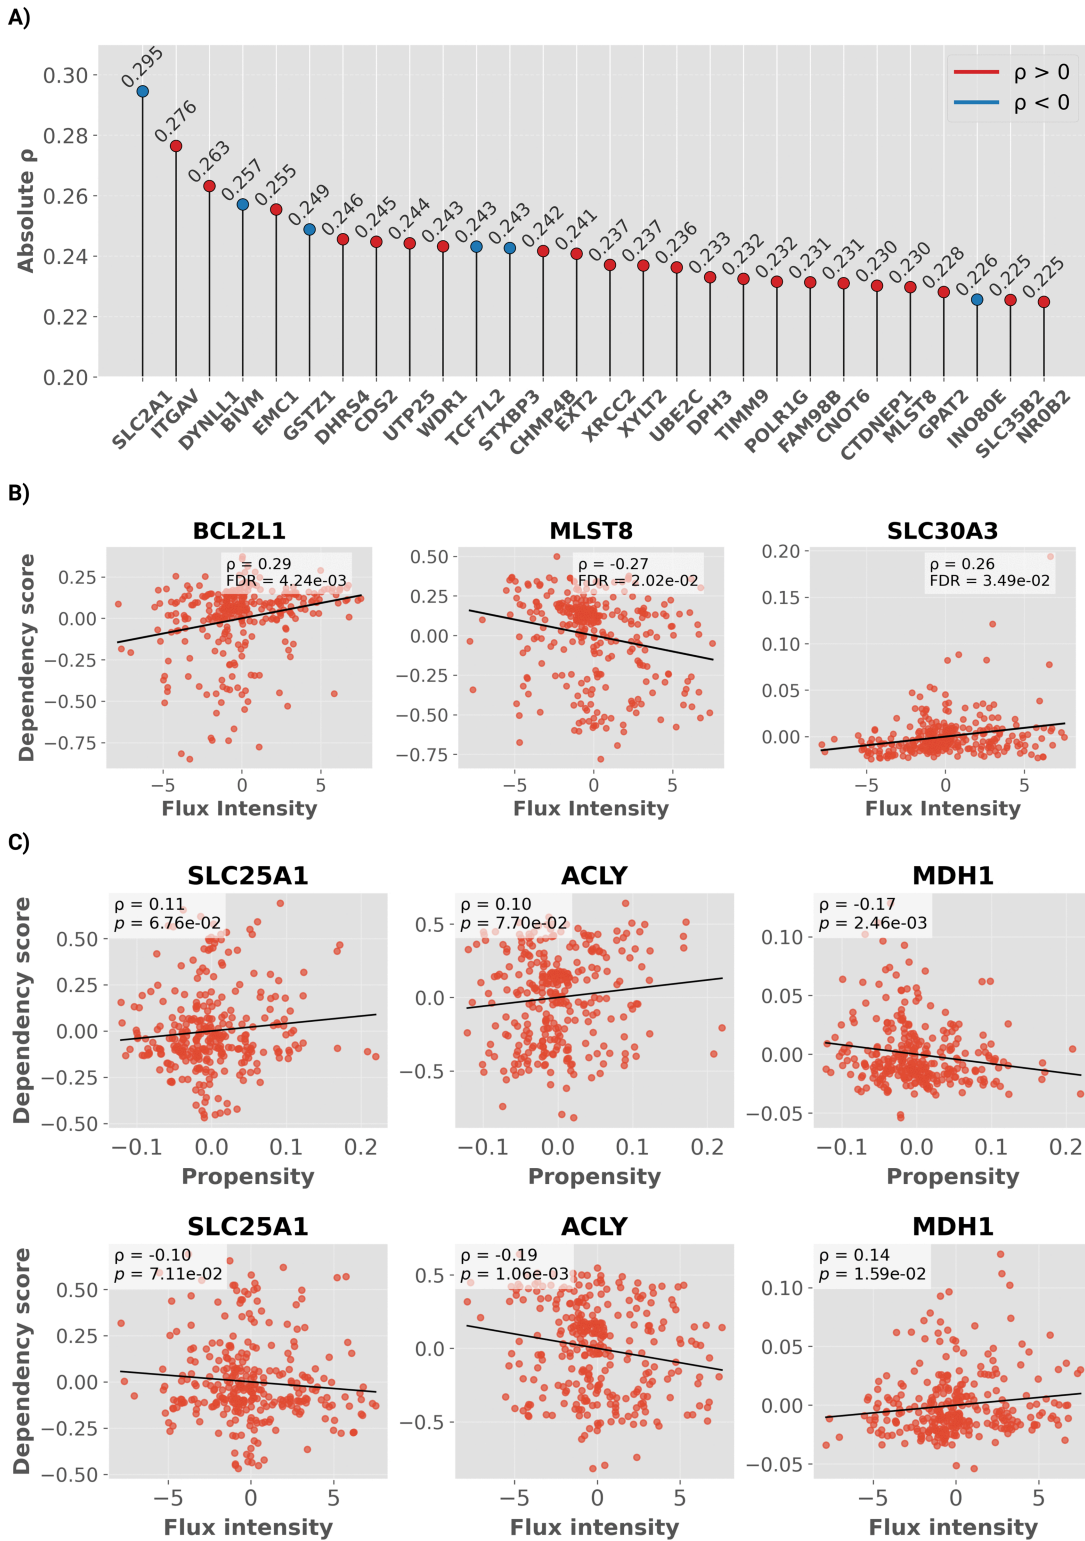 A)
0.295
0.276
0.263
0.257
0.255
0.249
0.246
0.245
0.244
0.243
0.243
0.243
0.242
0.241
0.237
0.237
0.236
0.233
0.232
0.232
0.231
0.231
0.230
0.230
0.228
0.226
0.225
0.225
ρ > 0
ρ < 0
Absolute ρ
0.30
0.28
0.26
0.24
0.22
0.20
SLC2A1
ITGAV
DYNLL1
BIVM
EMC1
GSTZ1
DHRS4
CDS2
UTP25
WDR1
TCF7L2
STXBP3
CHMP4B
EXT2
XRCC2
XYLT2
UBE2C
DPH3
TIMM9
POLR1G
FAM98B
CNOT6
CTDNEP1
MLST8
GPAT2
INO80E
SLC35B2
NR0B2
B)
BCL2L1
ρ = 0.29
FDR = 4.24e-03
Dependency score
0.25
0.00
−0.25
−0.50
−0.75
−5 0 5
Flux Intensity
MLST8
ρ = -0.27
FDR = 2.02e-02
0.50
0.25
0.00
−0.25
−0.50
−0.75
−5 0 5
Flux Intensity
SLC30A3
ρ = 0.26
FDR = 3.49e-02
0.20
0.15
0.10
0.05
0.00
−5 0 5
Flux Intensity
C)
SLC25A1
ρ = 0.11
p = 6.76e-02
Dependency score
0.50
0.25
0.00
−0.25
−0.50
−0.1 0.0 0.1 0.2
Propensity
ACLY
ρ = 0.10
p = 7.70e-02
0.5
0.0
−0.5
−0.1 0.0 0.1 0.2
Propensity
MDH1
ρ = -0.17
p = 2.46e-03
0.10
0.05
0.00
−0.05
−0.1 0.0 0.1 0.2
Propensity
SLC25A1
ρ = -0.10
p = 7.11e-02
Dependency score
0.50
0.25
0.00
−0.25
−0.50
−5 0 5
Flux intensity
ACLY
ρ = -0.19
p = 1.06e-03
0.5
0.0
−0.5
−5 0 5
Flux intensity
MDH1
ρ = 0.14
p = 1.59e-02
0.10
0.05
0.00
−0.05
−5 0 5
Flux intensity